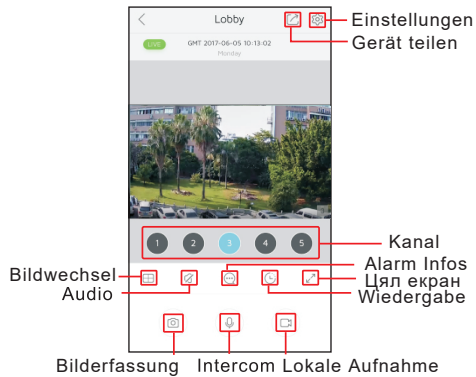 Lobby
Einstellungen
Gerät teilen
LIVE
GMT 2017-06-05 10:13:02
Monday
1 2 3 4 5
Kanal
Alarm Infos
Bildwechsel
Цял екран
Audio
Wiedergabe
Bilderfassung Intercom Lokale Aufnahme